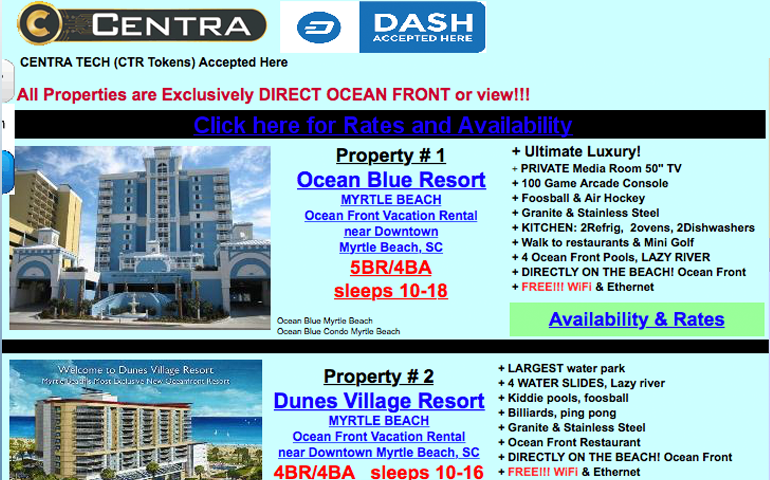 CENTRA
DASH
ACCEPTED HERE
CENTRA TECH (CTR Tokens) Accepted Here
All Properties are Exclusively DIRECT OCEAN FRONT or view!!!
Click here for Rates and Availability
Property # 1
Ocean Blue Resort
MYRTLE BEACH
Ocean Front Vacation Rental
near Downtown
Myrtle Beach, SC
5BR/4BA
sleeps 10-18
Ocean Blue Myrtle Beach
Ocean Blue Condo Myrtle Beach
+ Ultimate Luxury!
+ PRIVATE Media Room 50" TV
+ 100 Game Arcade Console
+ Foosball & Air Hockey
+ Granite & Stainless Steel
+ KITCHEN: 2Refrig, 2ovens, 2Dishwashers
+ Walk to restaurants & Mini Golf
+ 4 Ocean Front Pools, LAZY RIVER
+ DIRECTLY ON THE BEACH! Ocean Front
+ FREE!!! WiFi & Ethernet
Availability & Rates
Welcome to Dunes Village Resort
Myrtle Beach's Most Exclusive New Oceanfront Resort
Property # 2
Dunes Village Resort
MYRTLE BEACH
Ocean Front Vacation Rental
near Downtown Myrtle Beach, SC
4BR/4BA sleeps 10-16
+ LARGEST water park
+ 4 WATER SLIDES, Lazy river
+ Kiddie pools, foosball
+ Billiards, ping pong
+ Granite & Stainless Steel
+ Ocean Front Restaurant
+ DIRECTLY ON THE BEACH! Ocean Front
+ FREE!!! WiFi & Ethernet